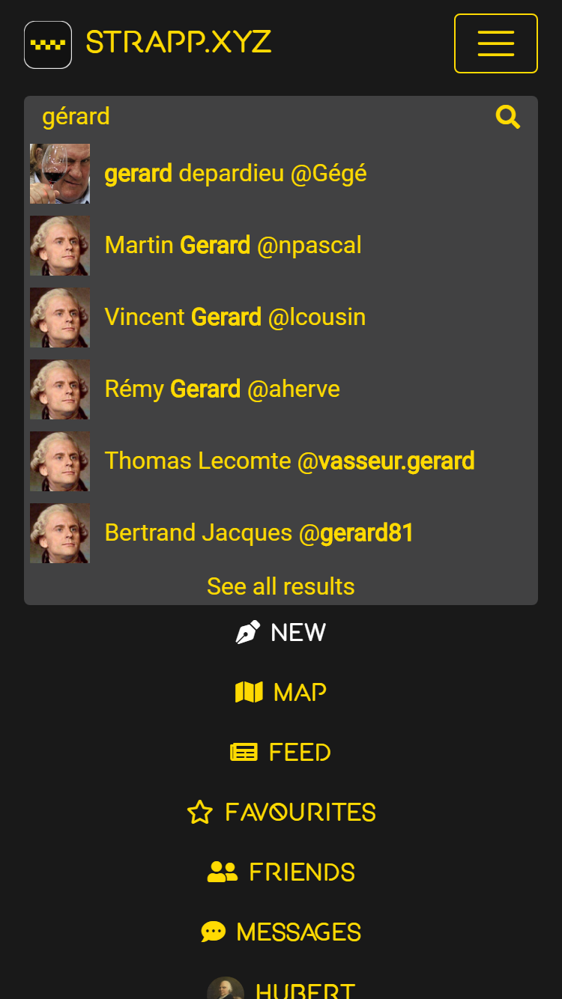 STRAPP.XYZ
gérard
gerard depardieu @Gégé
Martin Gerard @npascal
Vincent Gerard @lcousin
Rémy Gerard @aherve
Thomas Lecomte @vasseur.gerard
Bertrand Jacques @gerard81
See all results
NEW
MAP
FEED
FAVOURITES
FRIENDS
MESSAGES
HUBERT